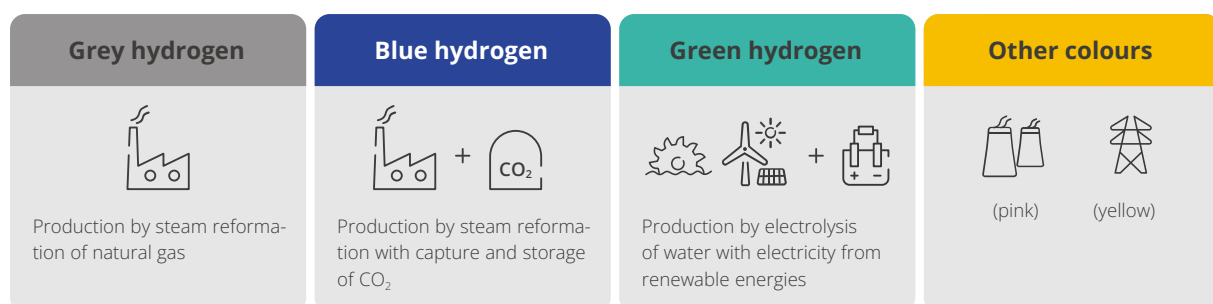 Grey hydrogen
Production by steam reforma-
tion of natural gas
Blue hydrogen
+
CO₂
Production by steam reforma-
tion with capture and storage
of CO₂
Green hydrogen
+
+ -
Production by electrolysis
of water with electricity from
renewable energies
Other colours
(pink)
(yellow)